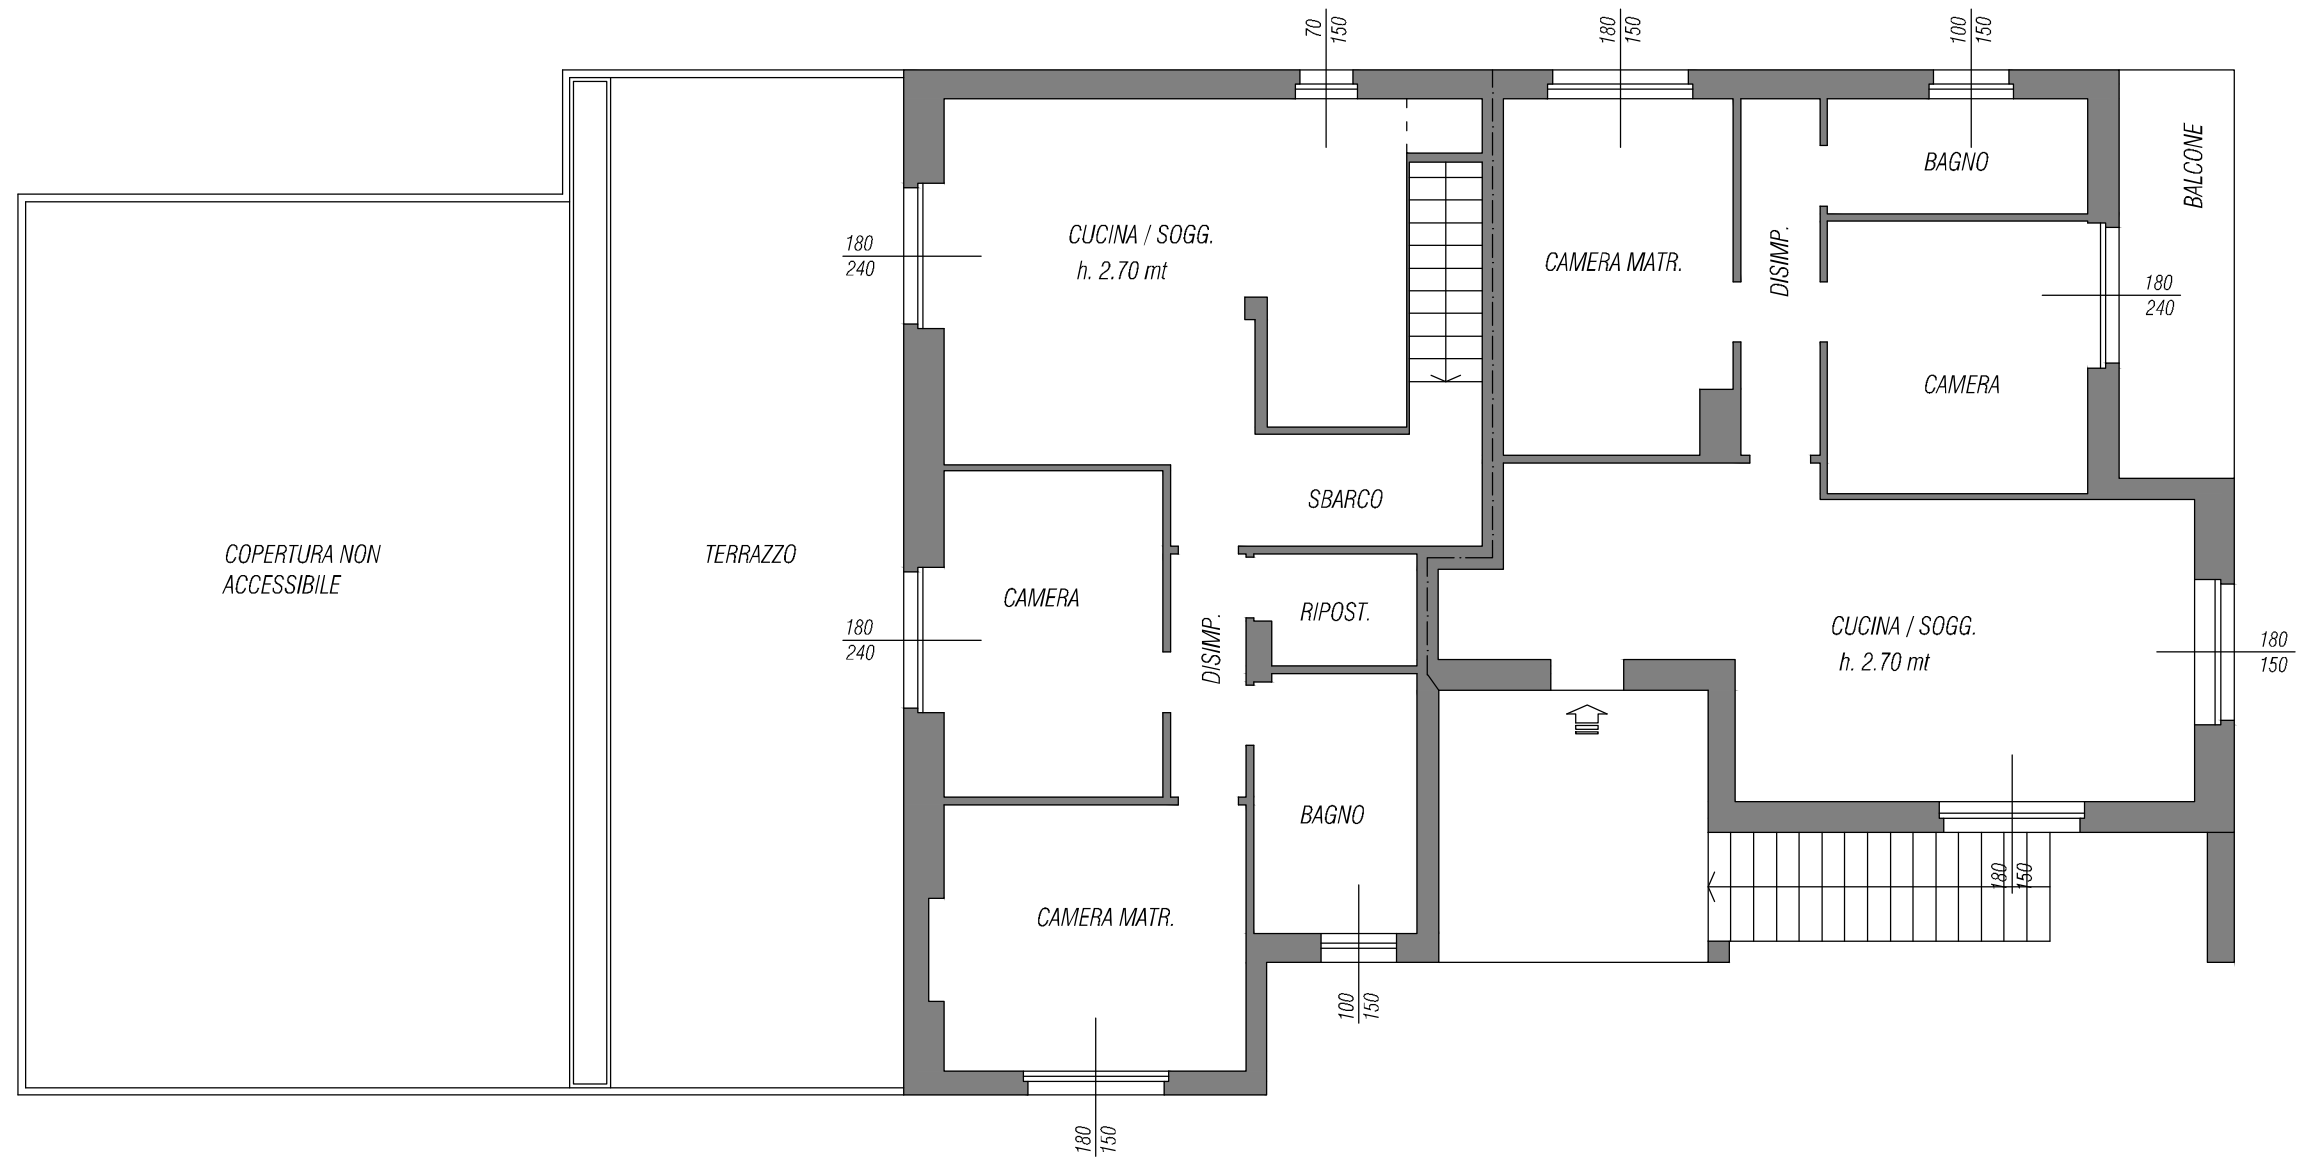 70
150
180
150
100
150
BALCONE
BAGNO
CUCINA / SOGG.
h. 2.70 mt
180
240
CAMERA MATR.
DISIMP.
180
240
CAMERA
SBARCO
COPERTURA NON
ACCESSIBILE
TERRAZZO
CAMERA
RIPOST.
DISIMP.
180
240
CUCINA / SOGG.
h. 2.70 mt
180
150
BAGNO
180
150
CAMERA MATR.
100
150
180
150